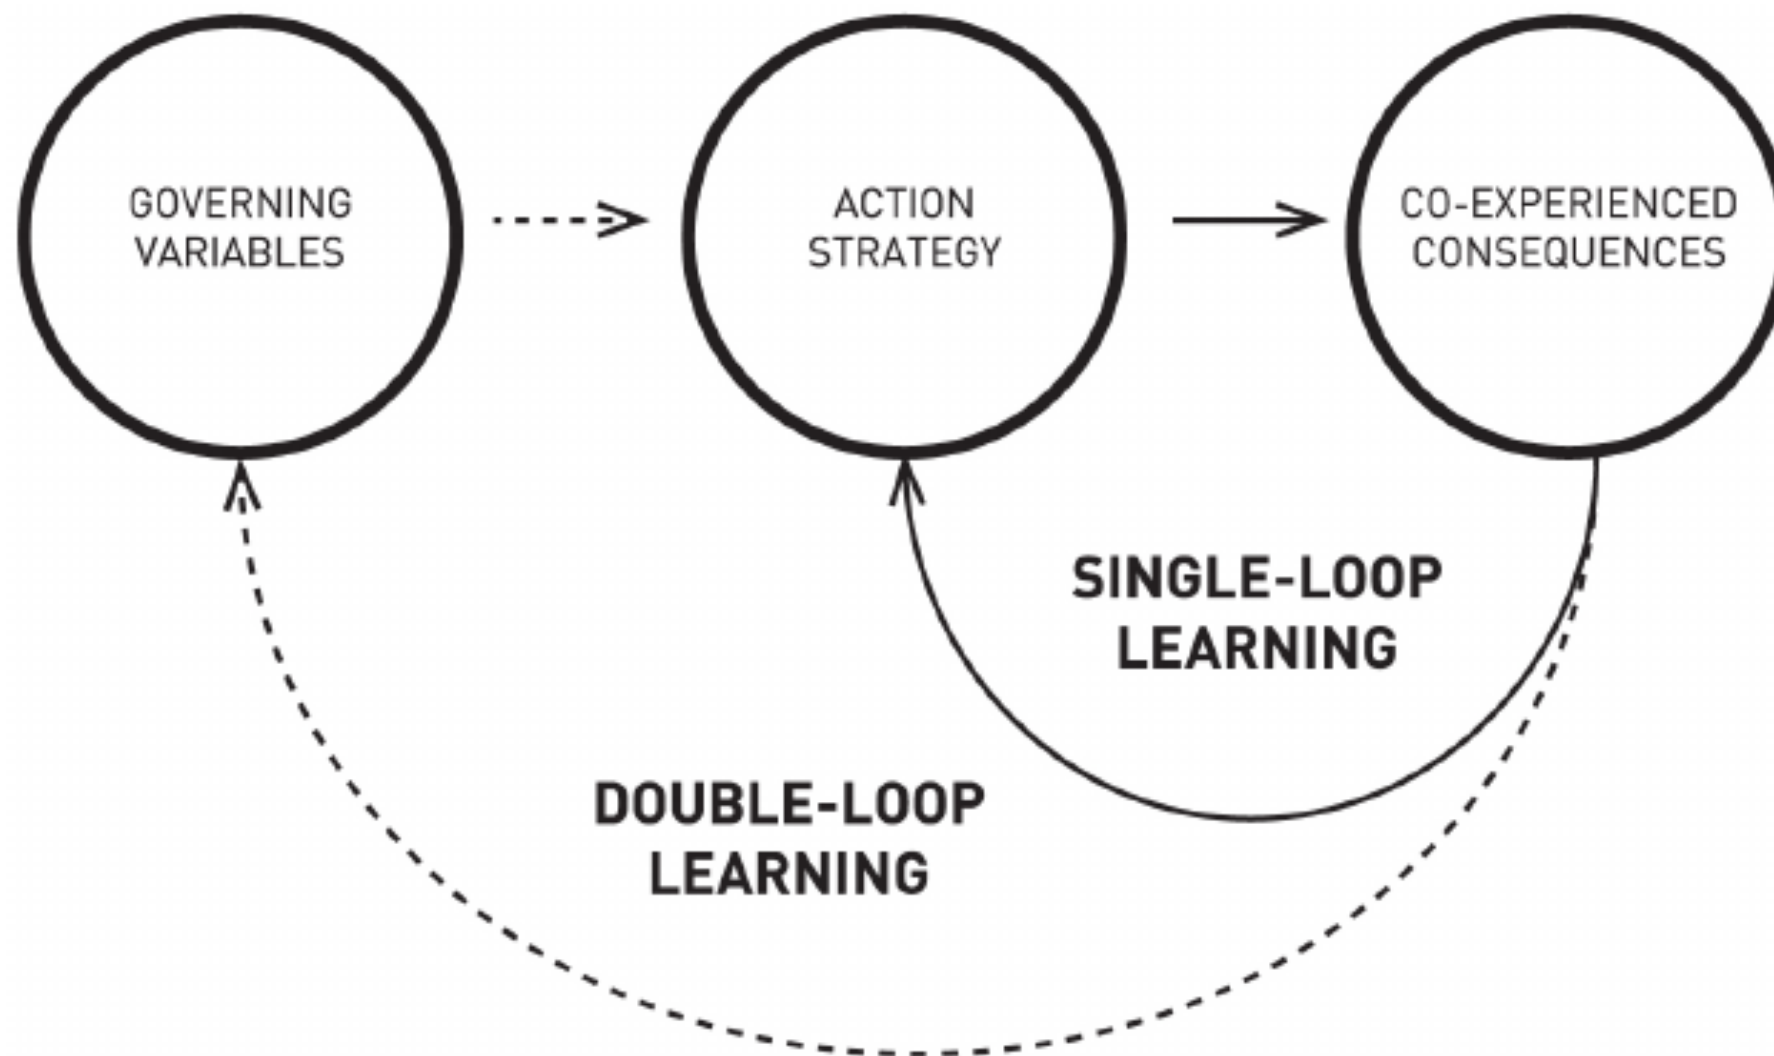 GOVERNING
VARIABLES
ACTION
STRATEGY
CO-EXPERIENCED
CONSEQUENCES
SINGLE-LOOP
LEARNING
DOUBLE-LOOP
LEARNING